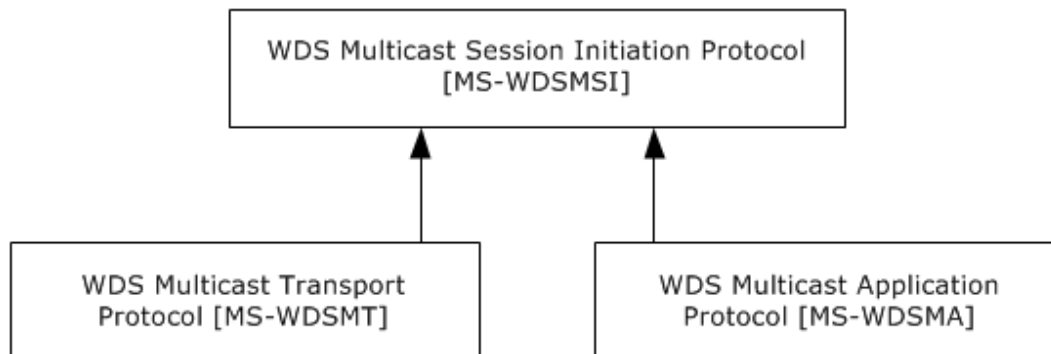 WDS Multicast Session Initiation Protocol
[MS-WDSMSI]
WDS Multicast Transport
Protocol [MS-WDSMT]
WDS Multicast Application
Protocol [MS-WDSMA]